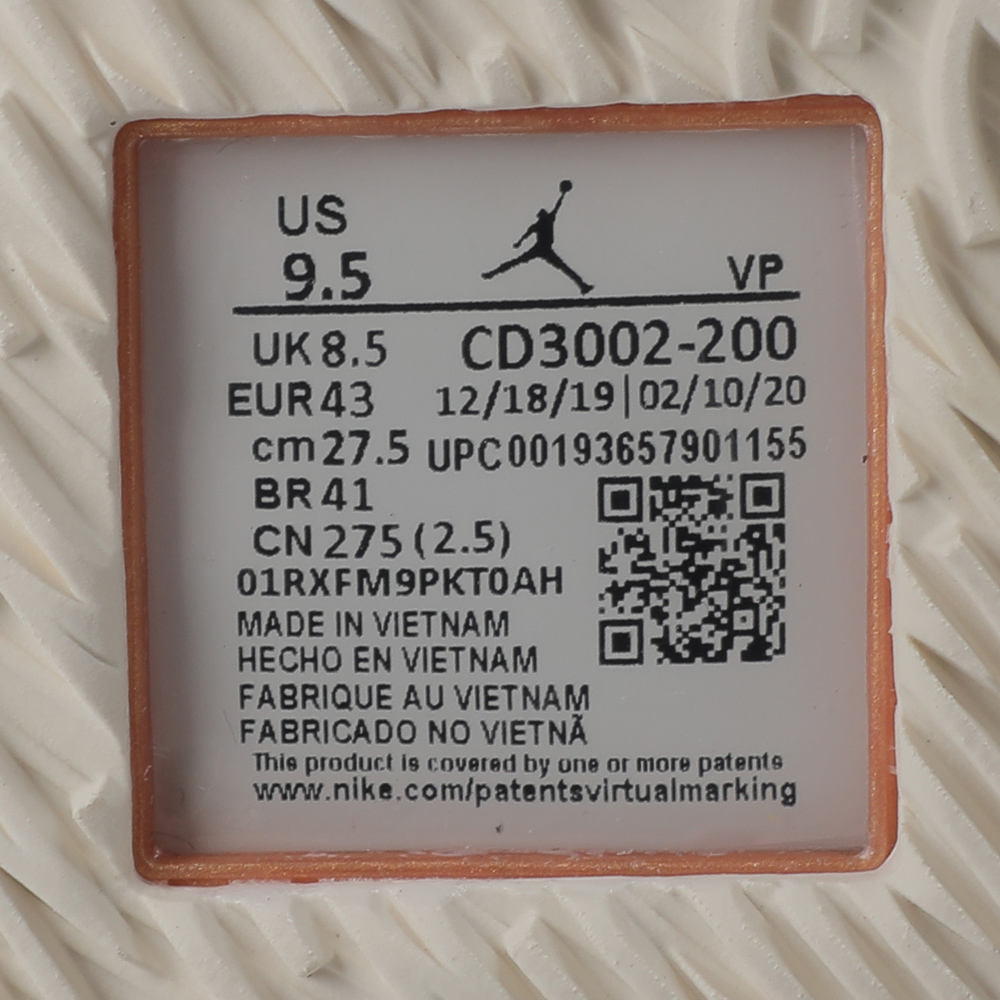 US
9.5
VP
UK 8.5 CD3002-200
EUR 43 12/18/19|02/10/20
cm 27.5 UPC 00193657901155
BR 41
CN 275 (2.5)
01RXFM9PKT0AH
MADE IN VIETNAM
HECHO EN VIETNAM
FABRIQUE AU VIETNAM
FABRICADO NO VIETNÃ
This product is covered by one or more patents
www.nike.com/patentsvirtualmarking